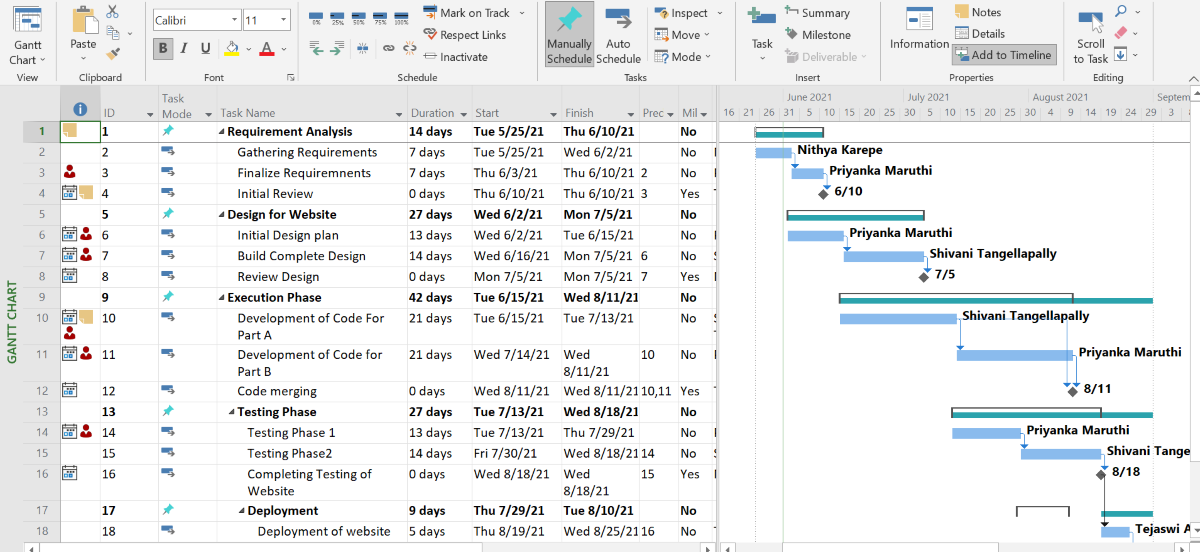 Gantt Chart
View
Paste
Clipboard
Calibri 11
B I U A
Font
0% 25% 50% 75% 100%
Mark on Track
Respect Links
Inactivate
Schedule
Manually Schedule
Auto Schedule
Inspect
Move
Mode
Tasks
Task
Summary
Milestone
Deliverable
Insert
Information
Notes
Details
Add to Timeline
Properties
Scroll to Task
Editing
GANTT CHART
ID Task Mode Task Name Duration Start Finish Prec Mil
June 2021 July 2021 August 2021 Septem
16 21 26 31 5 10 15 20 25 30 5 10 15 20 25 30 4 9 14 19 24 29 3 8
1 1 Requirement Analysis 14 days Tue 5/25/21 Thu 6/10/21 No
2 2 Gathering Requirements 7 days Tue 5/25/21 Wed 6/2/21 No Nithya Karepe
3 3 Finalize Requiremnents 7 days Thu 6/3/21 Thu 6/10/21 2 No Priyanka Maruthi
4 4 Initial Review 0 days Thu 6/10/21 Thu 6/10/21 3 Yes 6/10
5 5 Design for Website 27 days Wed 6/2/21 Mon 7/5/21 No
6 6 Initial Design plan 13 days Wed 6/2/21 Tue 6/15/21 No Priyanka Maruthi
7 7 Build Complete Design 14 days Wed 6/16/21 Mon 7/5/21 6 No Shivani Tangellapally
8 8 Review Design 0 days Mon 7/5/21 Mon 7/5/21 7 Yes 7/5
9 9 Execution Phase 42 days Tue 6/15/21 Wed 8/11/21 No
10 10 Development of Code For Part A 21 days Tue 6/15/21 Tue 7/13/21 No Shivani Tangellapally
11 11 Development of Code for Part B 21 days Wed 7/14/21 Wed 8/11/21 10 No Priyanka Maruthi
12 12 Code merging 0 days Wed 8/11/21 Wed 8/11/21 10,11 Yes 8/11
13 13 Testing Phase 27 days Tue 7/13/21 Wed 8/18/21 No
14 14 Testing Phase 1 13 days Tue 7/13/21 Thu 7/29/21 No Priyanka Maruthi
15 15 Testing Phase2 14 days Fri 7/30/21 Wed 8/18/21 14 No Shivani Tange
16 16 Completing Testing of Website 0 days Wed 8/18/21 Wed 8/18/21 15 Yes 8/18
17 17 Deployment 9 days Thu 7/29/21 Tue 8/10/21 No
18 18 Deployment of website 5 days Thu 8/19/21 Wed 8/25/21 16 No Tejaswi A